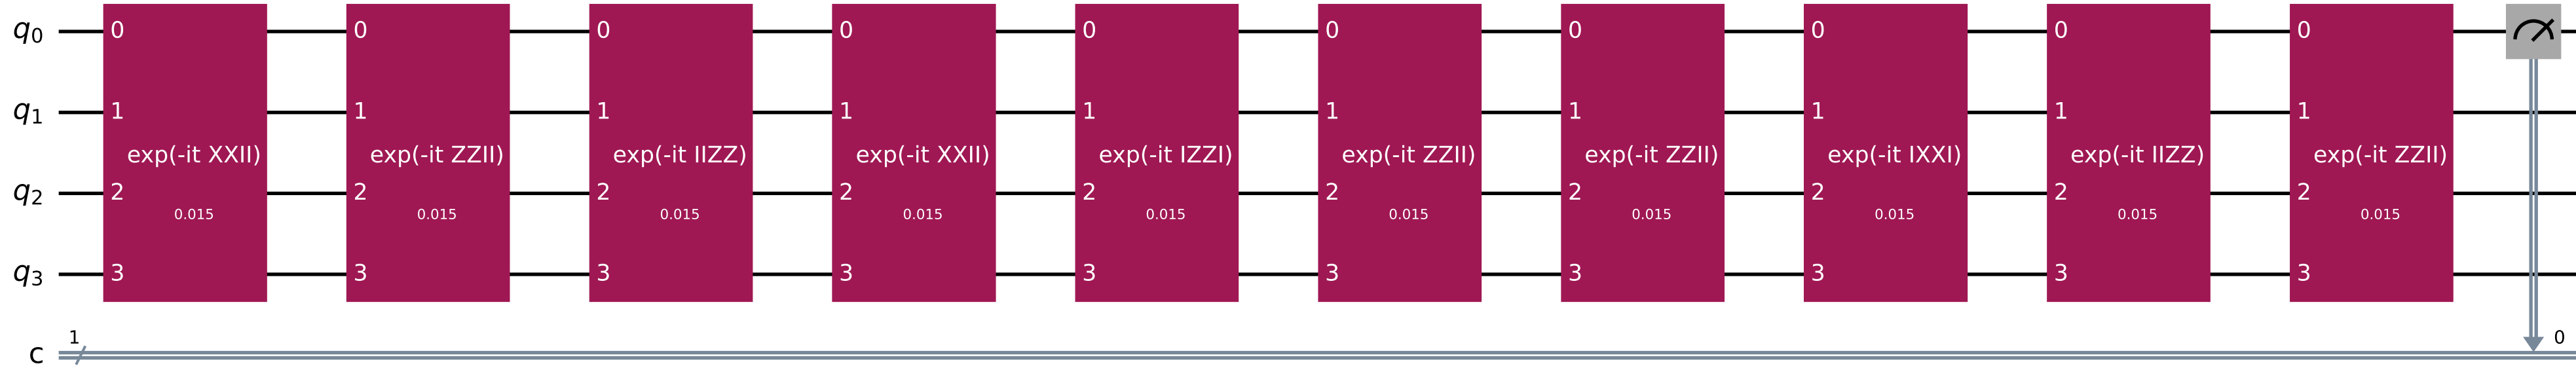 q0 0 0 0 0 0 0 0 0 0 0
q1 1 1 1 1 1 1 1 1 1 1
exp(-it XXII) exp(-it ZZII) exp(-it IIZZ) exp(-it XXII) exp(-it IZZI) exp(-it ZZII) exp(-it ZZII) exp(-it IXXI) exp(-it IIZZ) exp(-it ZZII)
q2 2 2 2 2 2 2 2 2 2 2
0.015 0.015 0.015 0.015 0.015 0.015 0.015 0.015 0.015 0.015
q3 3 3 3 3 3 3 3 3 3 3
1 0
c